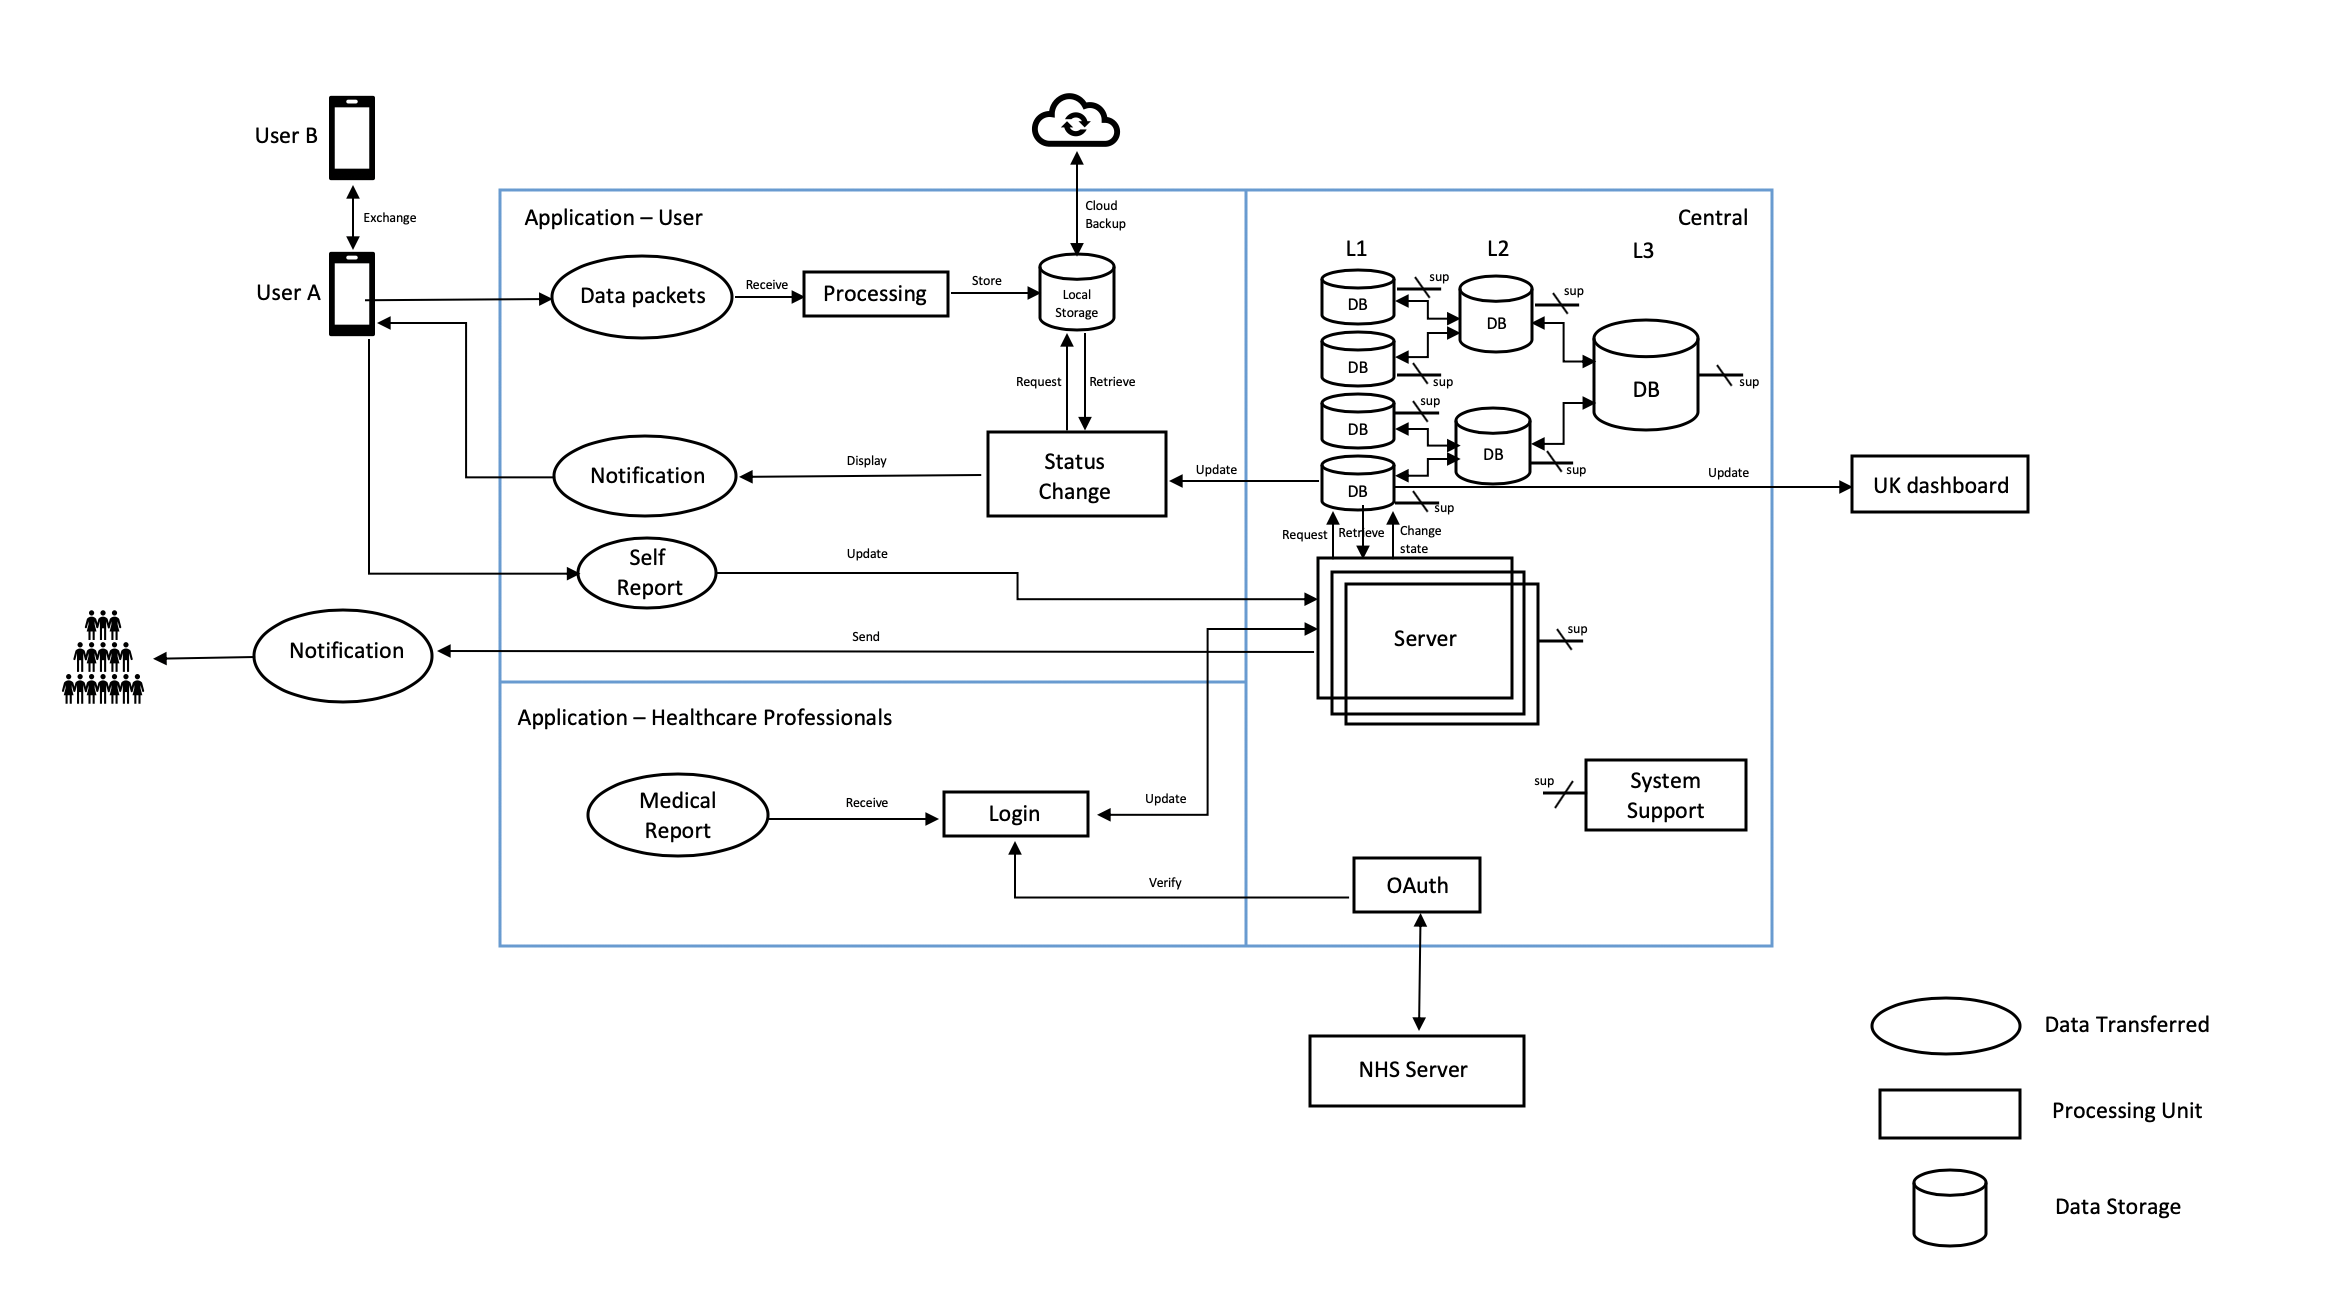 User B
Exchange
User A
Application – User
Cloud
Backup
Central
L1
L2
L3
Data packets
Receive
Processing
Store
Local
Storage
Request
Retrieve
DB
DB
DB
DB
DB
DB
DB
sup
sup
sup
sup
sup
sup
sup
Notification
Display
Status
Change
Update
Update
UK dashboard
Request
Retrieve
Change
state
Self
Report
Update
Notification
Send
Server
sup
Application – Healthcare Professionals
Medical
Report
Receive
Login
Update
sup
System
Support
Verify
OAuth
NHS Server
Data Transferred
Processing Unit
Data Storage